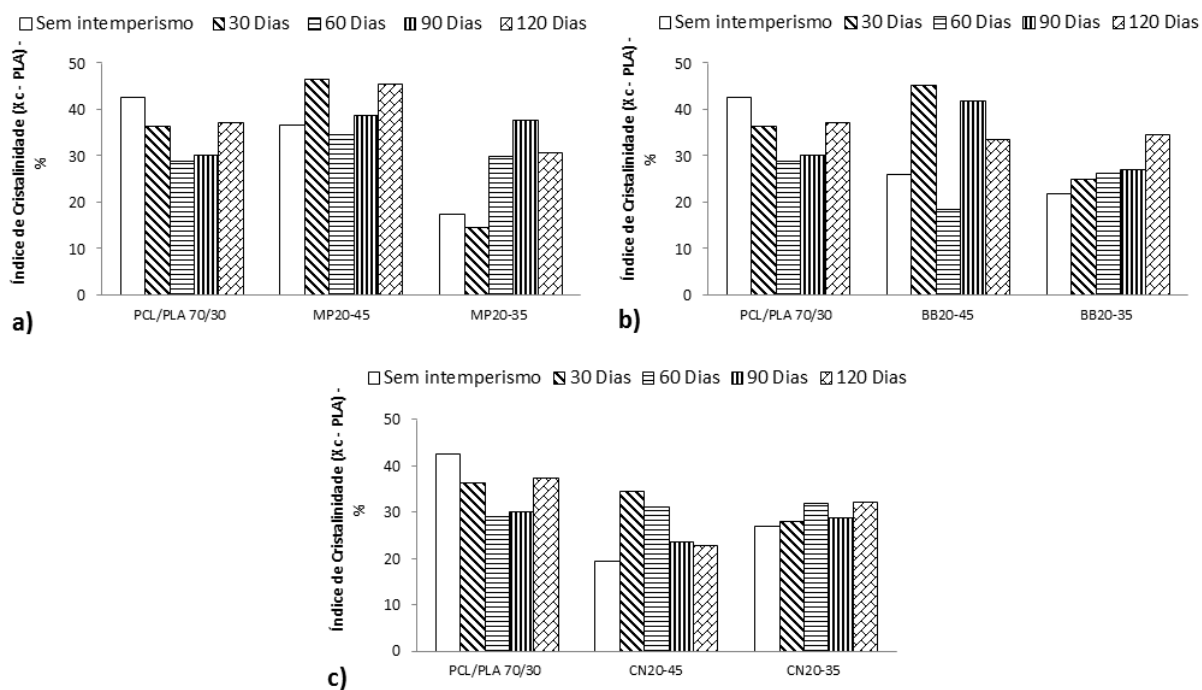 Sem intemperismo 30 Dias 60 Dias 90 Dias 120 Dias
Índice de Cristalinidade (Xc - PLA) -
%
50
40
30
20
10
0
PCL/PLA 70/30 MP20-45 MP20-35
a)
Sem intemperismo 30 Dias 60 Dias 90 Dias 120 Dias
Índice de Cristalinidade (Xc - PLA) -
%
50
40
30
20
10
0
PCL/PLA 70/30 BB20-45 BB20-35
b)
Sem intemperismo 30 Dias 60 Dias 90 Dias 120 Dias
Índice de Cristalinidade (Xc - PLA) -
%
50
40
30
20
10
0
PCL/PLA 70/30 CN20-45 CN20-35
c)